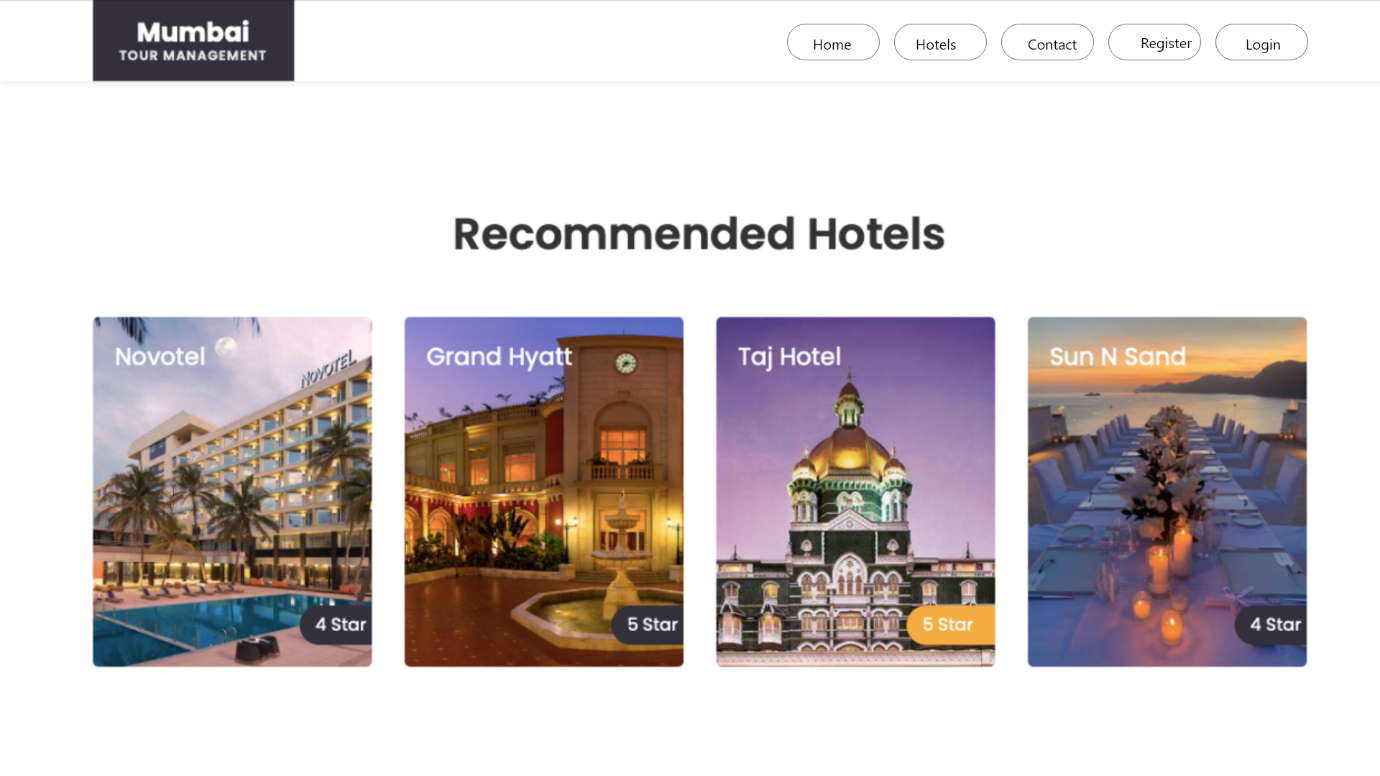 Mumbai
TOUR MANAGEMENT
Home
Hotels
Contact
Register
Login
Recommended Hotels
Novotel
NOVOTEL
4 Star
Grand Hyatt
5 Star
Taj Hotel
5 Star
Sun N Sand
4 Star